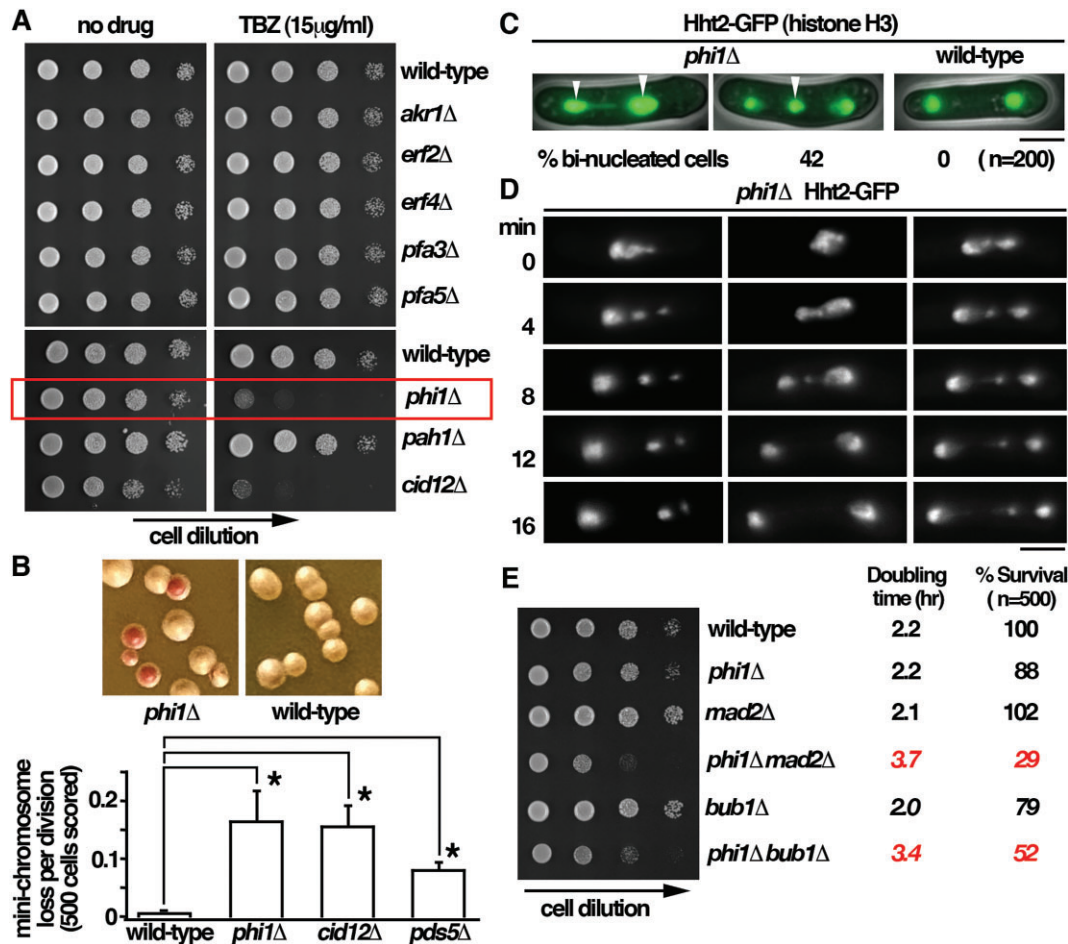 A
no drug
TBZ (15μg/ml)
wild-type
akr1Δ
erf2Δ
erf4Δ
pfa3Δ
pfa5Δ
wild-type
phi1Δ
pah1Δ
cid12Δ
cell dilution
B
phi1Δ
wild-type
mini-chromosome
loss per division
(500 cells scored)
0.2
0.1
0
*
*
*
wild-type
phi1Δ
cid12Δ
pds5Δ
C
Hht2-GFP (histone H3)
phi1Δ
wild-type
% bi-nucleated cells
42
0 (n=200)
D
phi1Δ Hht2-GFP
min
0
4
8
12
16
E
Doubling
time (hr)
% Survival
( n=500)
wild-type 2.2 100
phi1Δ 2.2 88
mad2Δ 2.1 102
phi1Δmad2Δ 3.7 29
bub1Δ 2.0 79
phi1Δbub1Δ 3.4 52
cell dilution